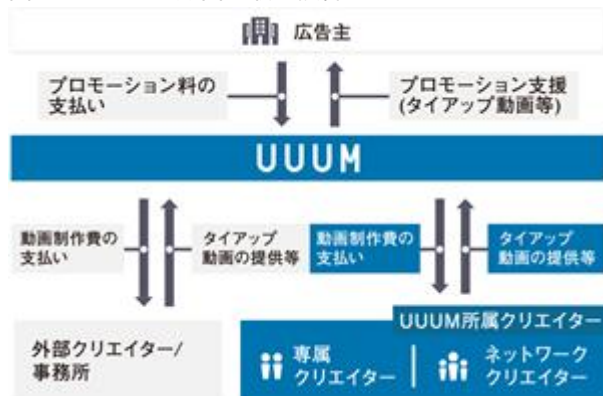 広告主
プロモーション料の
支払い
プロモーション支援
(タイアップ動画等)
UUUM
動画制作費の
支払い
タイアップ
動画の提供等
動画制作費の
支払い
タイアップ
動画の提供等
外部クリエイター/
事務所
UUUM所属クリエイター
専属
クリエイター
ネットワーク
クリエイター